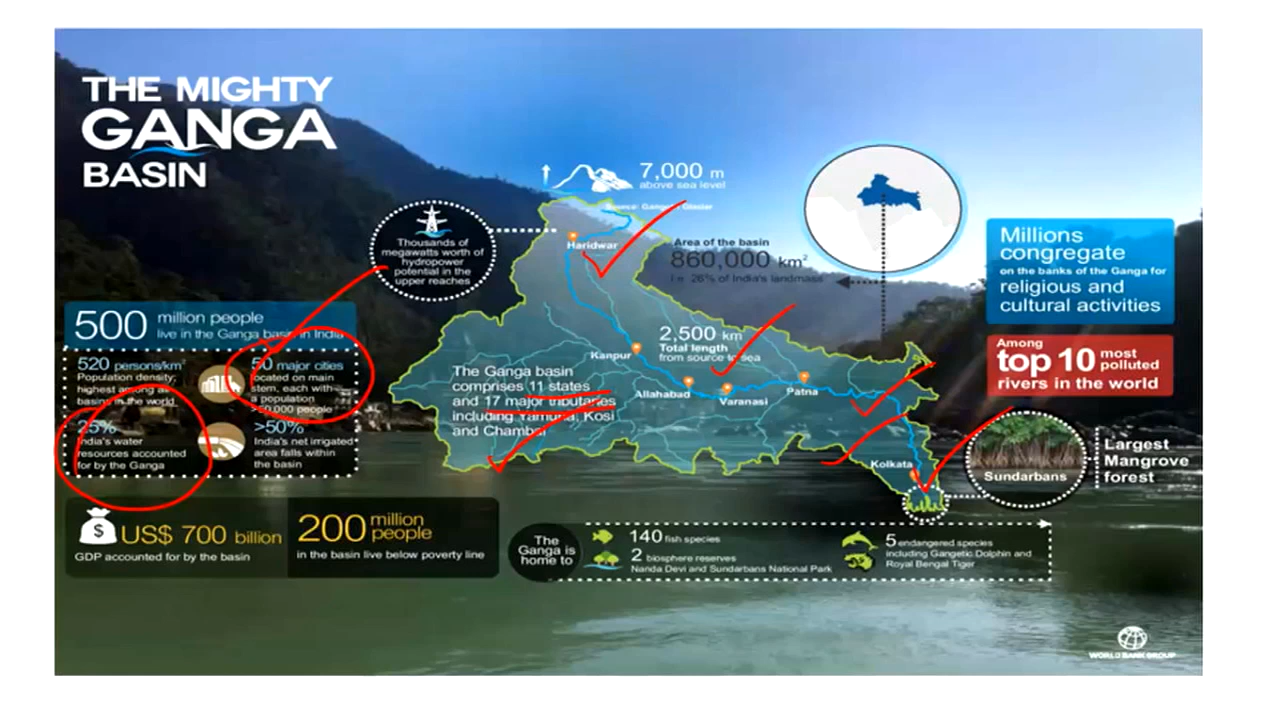 THE MIGHTY
GANGA
BASIN
7,000 m
above sea level
Source: Gangotri Glacier
Thousands of
megawatts worth of
hydropower
potential in the
upper reaches
Haridwar
Area of the basin
860,000 km²
i.e 26% of India's landmass
Millions
congregate
on the banks of the Ganga for
religious and
cultural activities
500 million people
live in the Ganga basin in India
520 persons/km²
Population density;
highest among all
basins in the world
50 major cities
located on main
stem, each with
a population
>50,000 people
25%
India's water
resources accounted
for by the Ganga
>50%
India's net irrigated
area falls within
the basin
2,500 km
Total length
from source to sea
Kanpur
The Ganga basin
comprises 11 states
and 17 major tributaries
including Yamuna, Kosi
and Chambal
Allahabad
Varanasi
Patna
Kolkata
Among
top 10 most
polluted
rivers in the world
Sundarbans
Largest
Mangrove
forest
$
US$ 700 billion
GDP accounted for by the basin
200 million
people
in the basin live below poverty line
The
Ganga is
home to
140 fish species
2 biosphere reserves
Nanda Devi and Sundarbans National Park
5 endangered species
including Gangetic Dolphin and
Royal Bengal Tiger
WORLD BANK GROUP